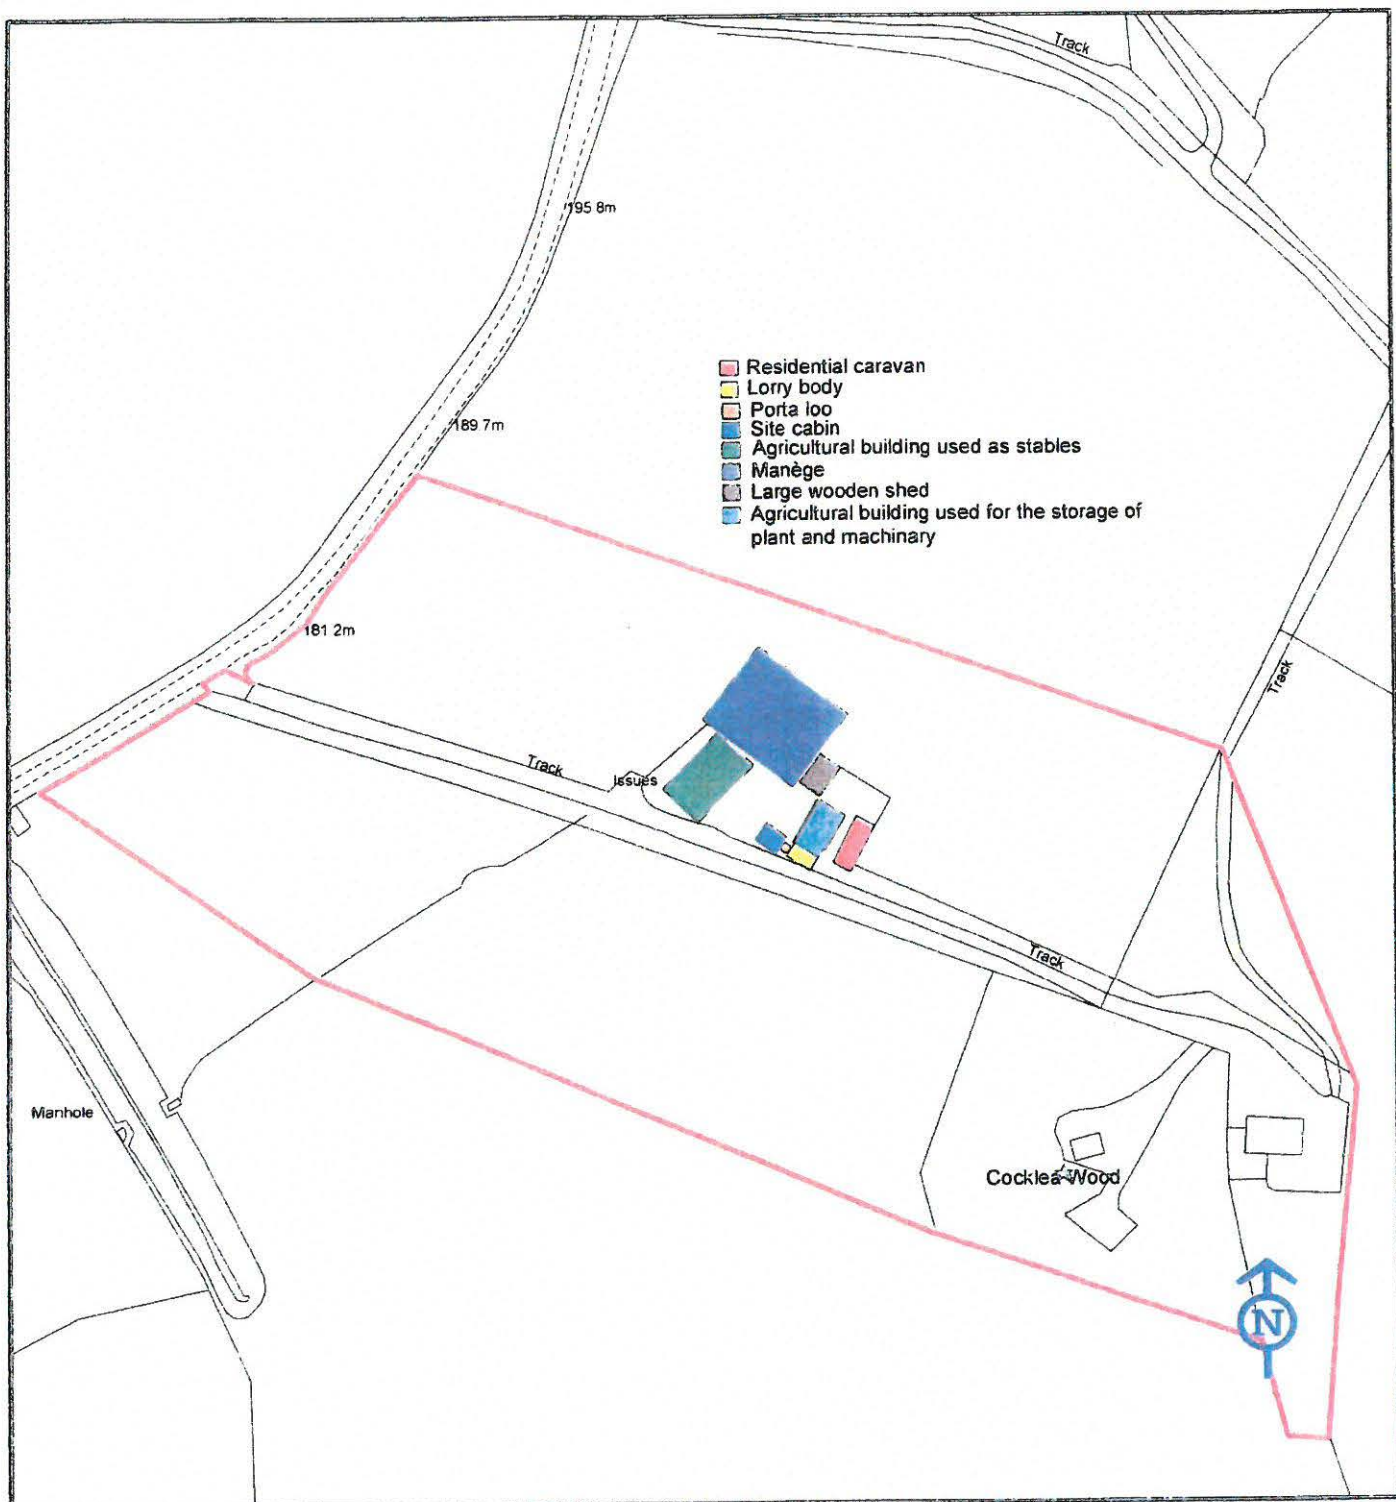 Track
195 8m
Residential caravan
Lorry body
Porta loo
Site cabin
Agricultural building used as stables
Manège
Large wooden shed
Agricultural building used for the storage of
plant and machinary
189 7m
181 2m
Track
Track
Issues
Track
Manhole
Cocklea Wood
N